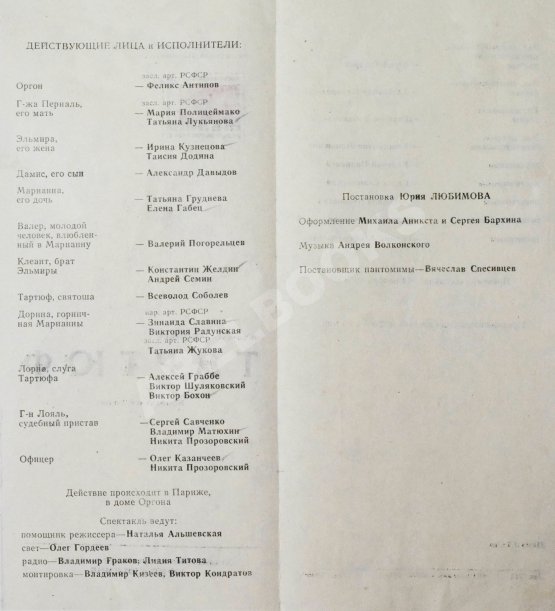 ДЕЙСТВУЮЩИЕ ЛИЦА и ИСПОЛНИТЕЛИ:
засл. арт. РСФСР
Оргон — Феликс Антипов
засл. арт. РСФСР
Г-жа Перналь, — Мария Полицеймако
его мать Татьяна Лукьянова
Эльмира, — Ирина Кузнецова
его жена Таисия Додина
Дамис, его сын — Александр Давыдов
Марианна,
его дочь — Татьяна Груднева
Елена Габец
Валер, молодой
человек, влюблен-
ный в Марианну — Валерий Погорельцев
Клеант, брат — Константин Желдин
Эльмиры Андрей Семин
Тартюф, святоша — Всеволод Соболев
нар. арт. РСФСР
Дорина, горнич- — Зинаида Славина
ная Марианны Виктория Радунская
засл. арт. РСФСР
Татьяна Жукова
Лоран, слуга — Алексей Граббе
Тартюфа Виктор Шуляковский
Виктор Бохон
Г-н Лояль,
судебный пристав — Сергей Савченко
Владимир Матюхин
Никита Прозоровский
Офицер — Олег Казанчеев
Никита Прозоровский
Действие происходит в Париже,
в доме Оргона
Спектакль ведут:
помощник режиссера—Наталья Альшевская
свет—Олег Гордеев
радио—Владимир Граков, Лидия Титова
монтировка—Владимир Кизеев, Виктор Кондратов
Постановка Юрия ЛЮБИМОВА
Оформление Михаила Аникста и Сергея Бархина
Музыка Андрея Волконского
Постановщик пантомимы—Вячеслав Спесивцев